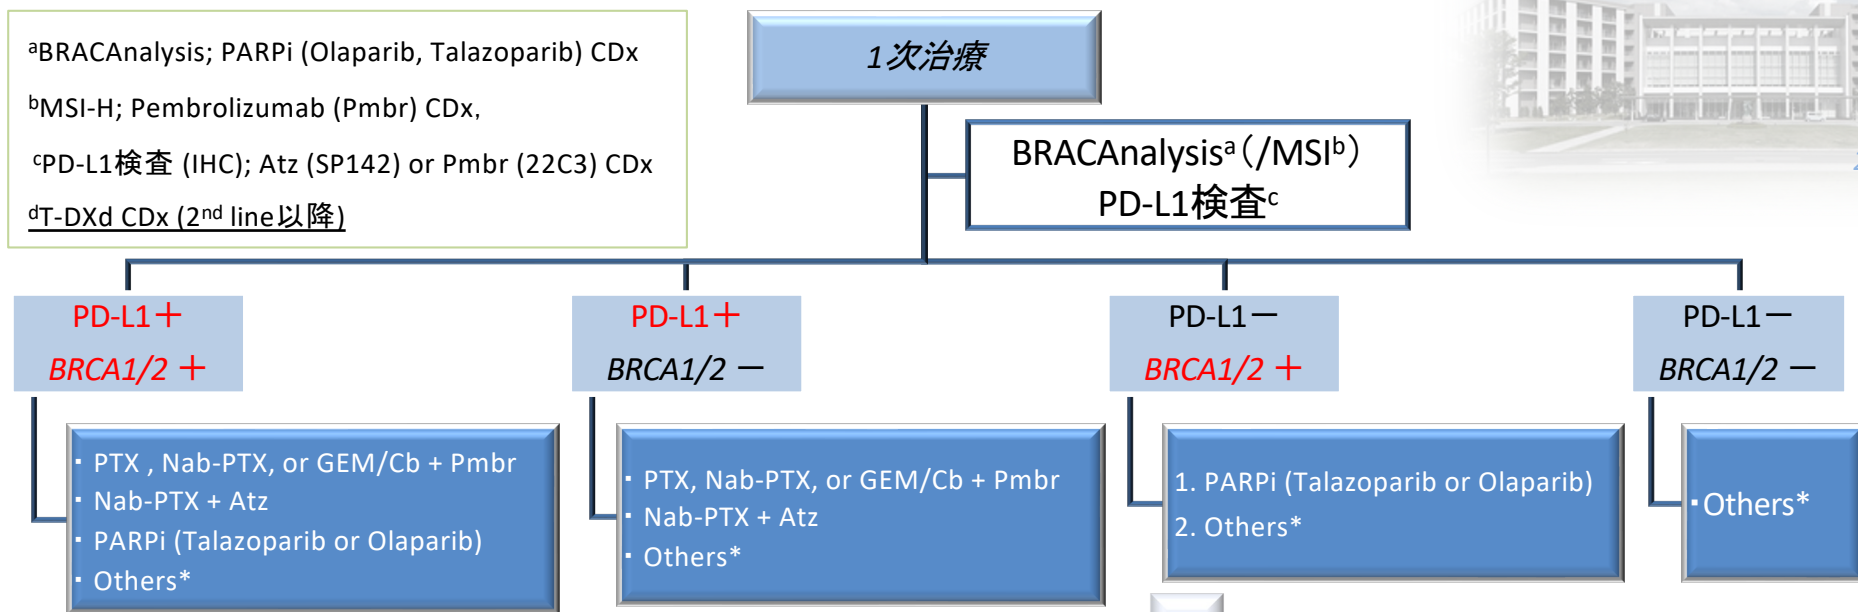 ᵃBRACAnalysis; PARPi (Olaparib, Talazoparib) CDx
ᵇMSI-H; Pembrolizumab (Pmbr) CDx,
ᶜPD-L1検査 (IHC); Atz (SP142) or Pmbr (22C3) CDx
ᵈT-DXd CDx (2ⁿᵈ line以降)
1次治療
BRACAnalysisᵃ(/MSIᵇ)
PD-L1検査ᶜ
PD-L1＋
BRCA1/2 ＋
PD-L1＋
BRCA1/2 －
PD-L1－
BRCA1/2 ＋
PD-L1－
BRCA1/2 －
・PTX , Nab-PTX, or GEM/Cb + Pmbr
・Nab-PTX + Atz
・PARPi (Talazoparib or Olaparib)
・Others*
・PTX, Nab-PTX, or GEM/Cb + Pmbr
・Nab-PTX + Atz
・Others*
1. PARPi (Talazoparib or Olaparib)
2. Others*
・Others*